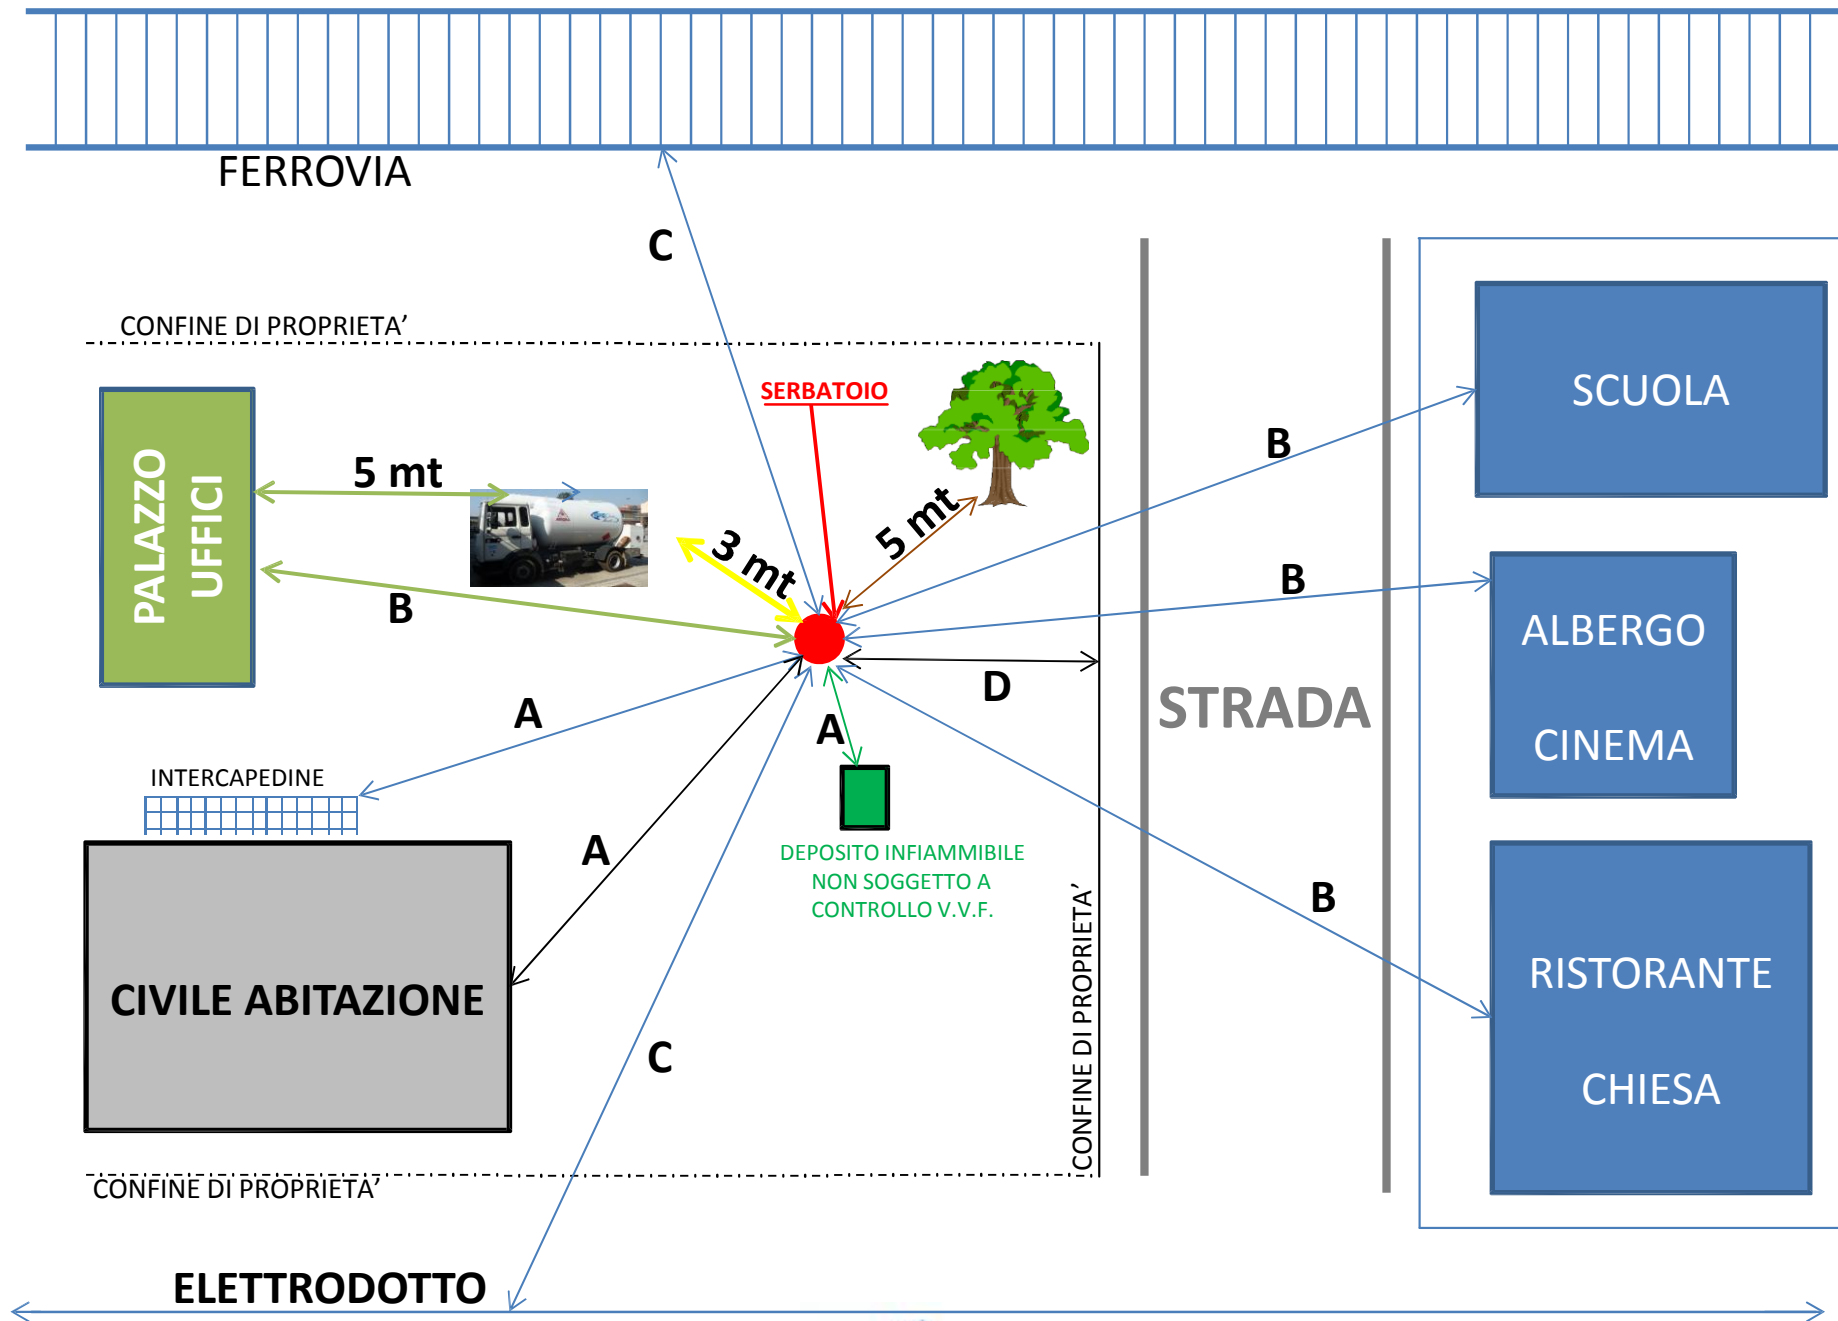 FERROVIA
C
CONFINE DI PROPRIETA’
SERBATOIO
SCUOLA
B
5 mt
PALAZZO
UFFICI
3 mt
5 mt
B
B
ALBERGO
CINEMA
D
STRADA
A
A
INTERCAPEDINE
A
DEPOSITO INFIAMMIBILE
NON SOGGETTO A
CONTROLLO V.V.F.
B
CONFINE DI PROPRIETA’
RISTORANTE
CHIESA
CIVILE ABITAZIONE
C
CONFINE DI PROPRIETA’
ELETTRODOTTO